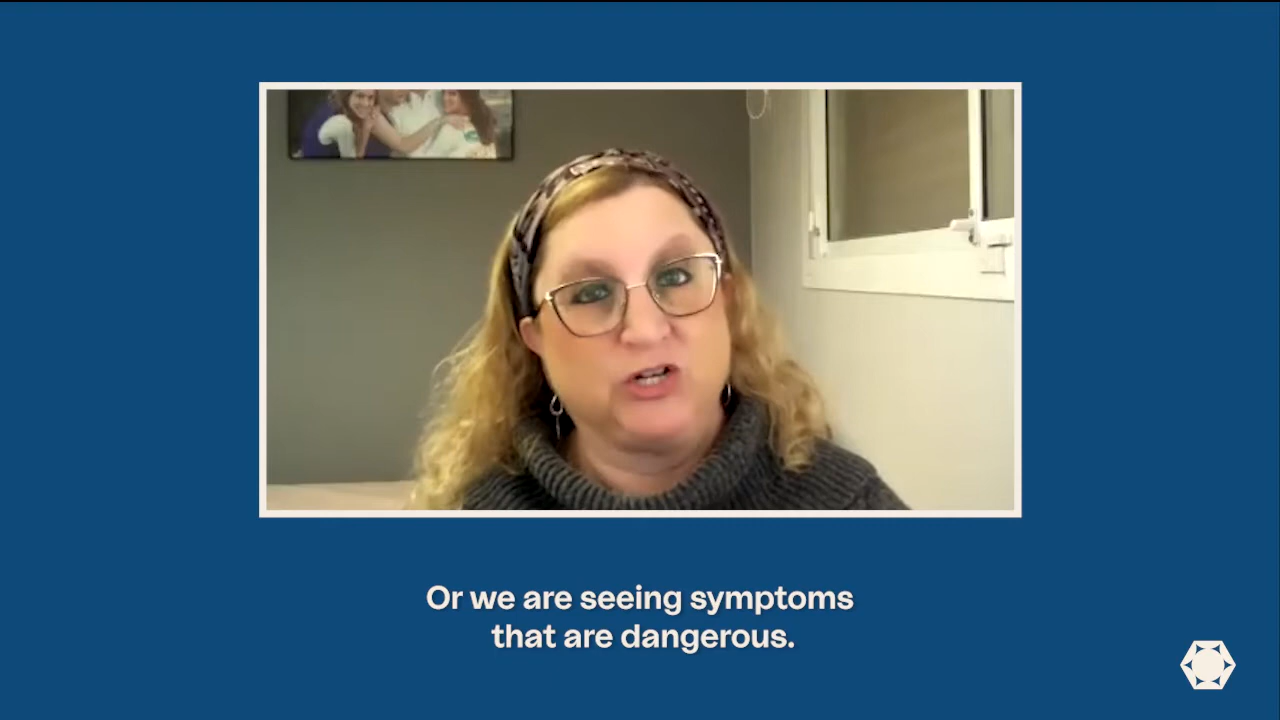 Or we are seeing symptoms
that are dangerous.